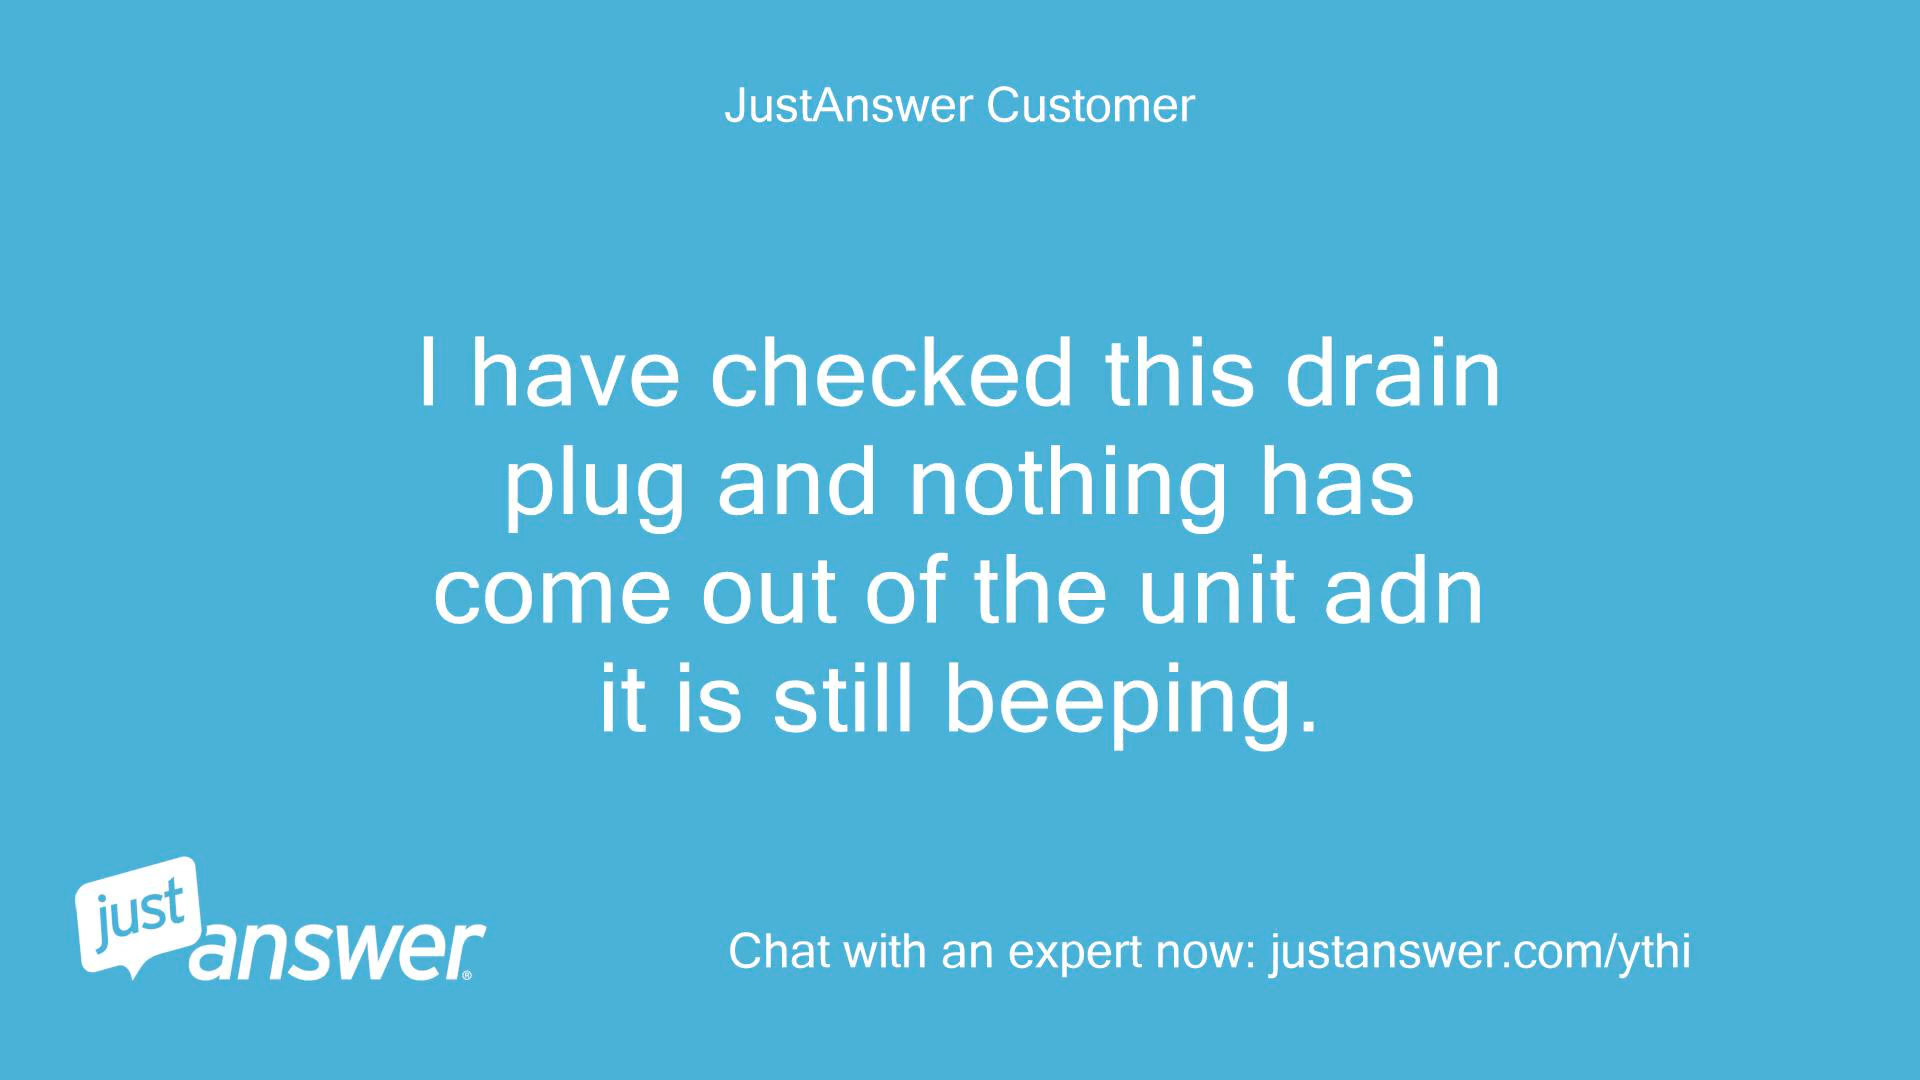 JustAnswer Customer
I have checked this drain
plug and nothing has
come out of the unit adn
it is still beeping.
just
answer®
Chat with an expert now: justanswer.com/ythi